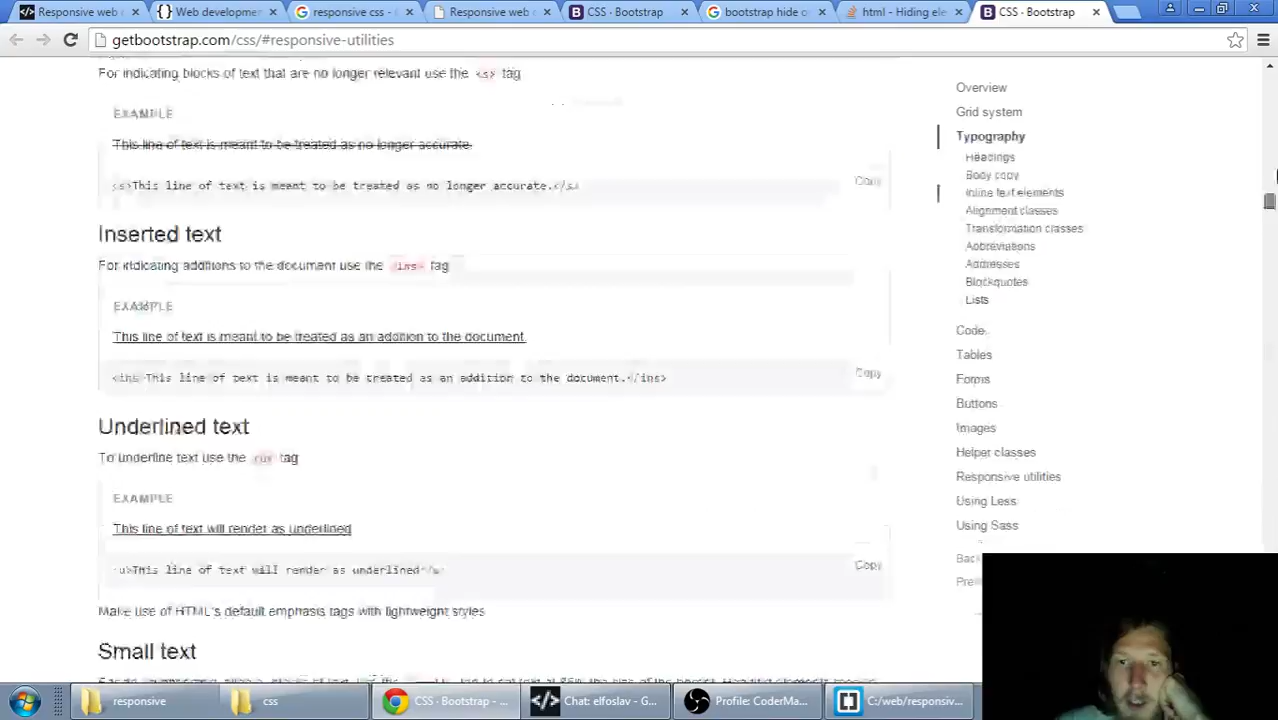 Responsive web d
Web developmen
responsive css - G
Responsive web d
CSS · Bootstrap
bootstrap hide o
html - Hiding ele
CSS · Bootstrap
getbootstrap.com/css/#responsive-utilities
For indicating blocks of text that are no longer relevant use the <s> tag
EXAMPLE
This line of text is meant to be treated as no longer accurate.
<s>This line of text is meant to be treated as no longer accurate.</s>
Copy
Inserted text
For indicating additions to the document use the <ins> tag
EXAMPLE
This line of text is meant to be treated as an addition to the document.
<ins>This line of text is meant to be treated as an addition to the document.</ins>
Copy
Underlined text
To underline text use the <u> tag
EXAMPLE
This line of text will render as underlined
<u>This line of text will render as underlined</u>
Copy
Make use of HTML's default emphasis tags with lightweight styles
Small text
Overview
Grid system
Typography
Headings
Body copy
Inline text elements
Alignment classes
Transformation classes
Abbreviations
Addresses
Blockquotes
Lists
Code
Tables
Forms
Buttons
Images
Helper classes
Responsive utilities
Using Less
Using Sass
Bac
Pre
responsive
css
CSS · Bootstrap - ...
Chat: elfoslav - G...
Profile: CoderMa...
C:/web/responsiv...